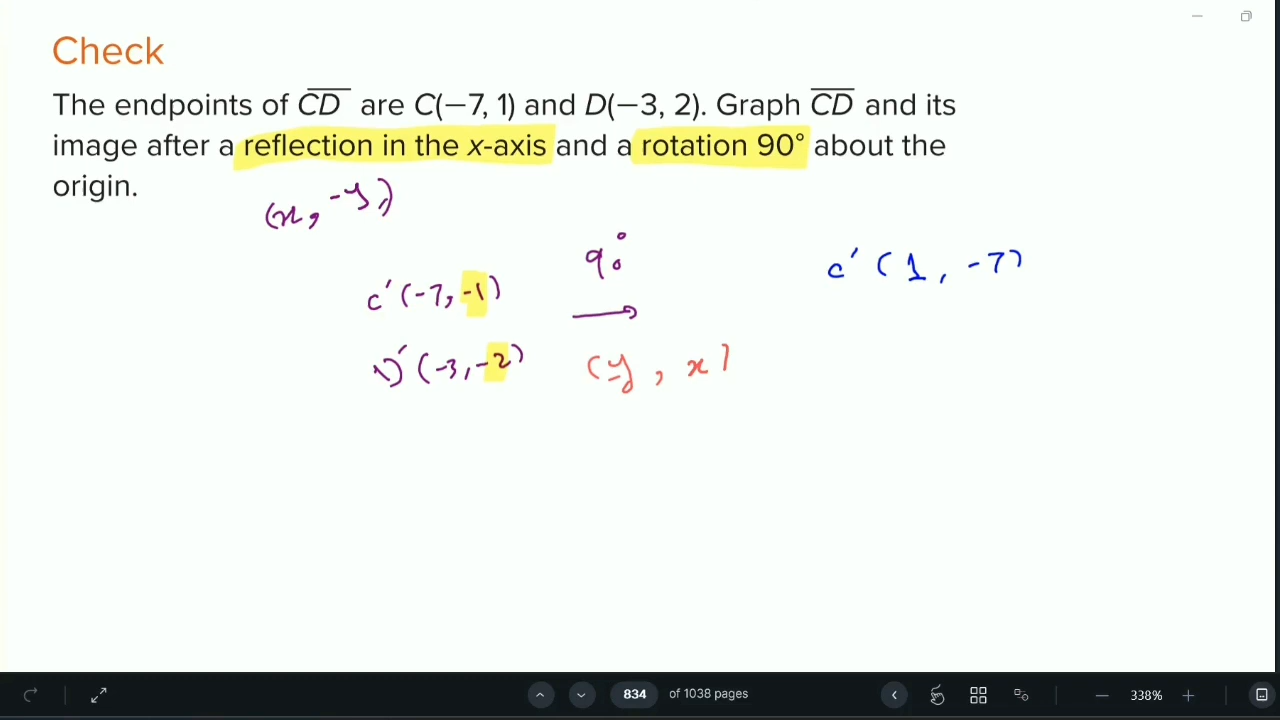 Check
The endpoints of CD are C(−7, 1) and D(−3, 2). Graph CD and its
image after a reflection in the x-axis and a rotation 90° about the
origin.
(x, -y)
90°
C'(-7, -1)
C'(1, -7)
D'(-3, -2)
(-y, x)
834 of 1038 pages
338%